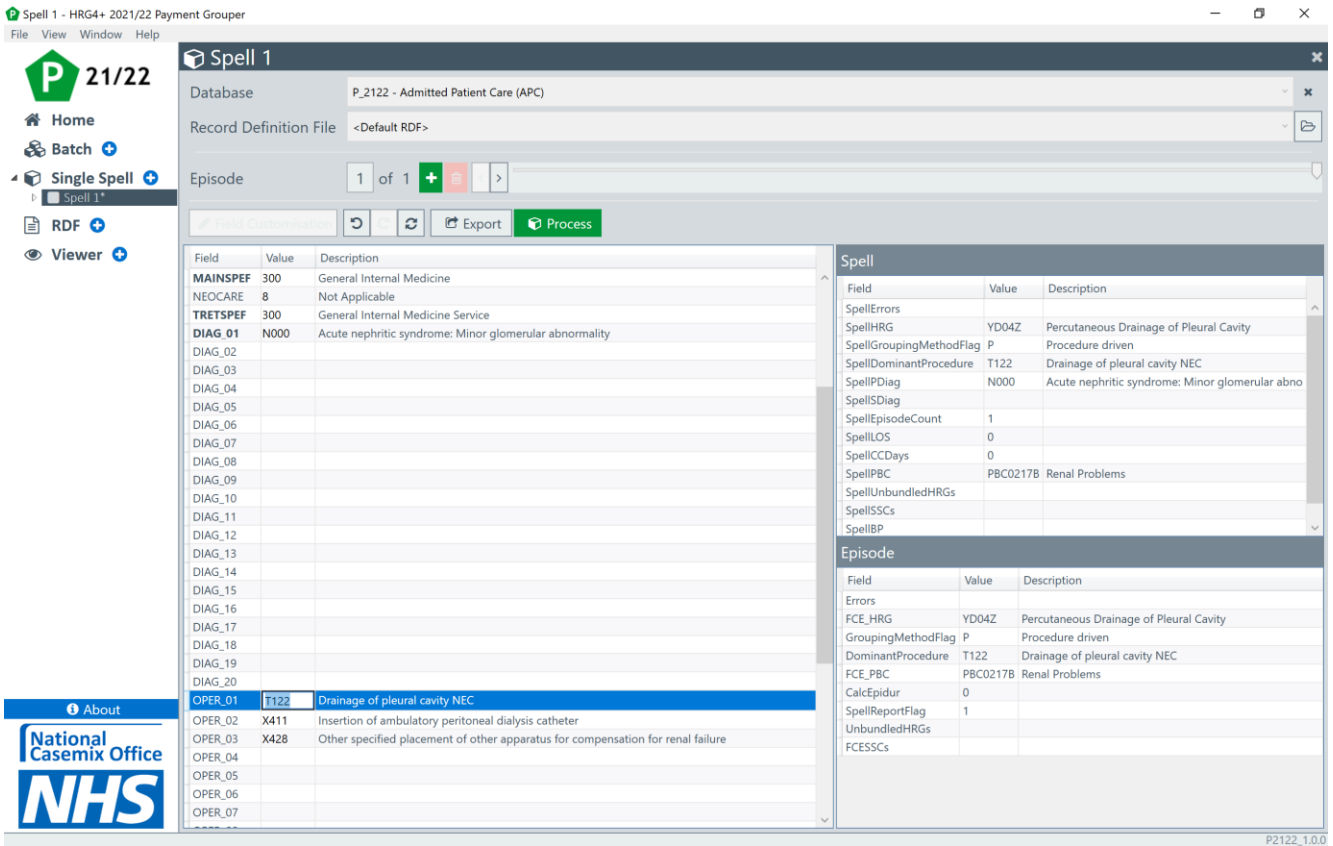 Spell 1 - HRG4+ 2021/22 Payment Grouper
File View Window Help
P 21/22
Home
Batch
Single Spell
Spell 1*
RDF
Viewer
About
National
Casemix Office
NHS
Spell 1
Database P_2122 - Admitted Patient Care (APC)
Record Definition File <Default RDF>
Episode 1 of 1
Field Customisation Export Process
Field Value Description
MAINSPEF 300 General Internal Medicine
NEOCARE 8 Not Applicable
TRETSPEF 300 General Internal Medicine Service
DIAG_01 N000 Acute nephritic syndrome: Minor glomerular abnormality
DIAG_02
DIAG_03
DIAG_04
DIAG_05
DIAG_06
DIAG_07
DIAG_08
DIAG_09
DIAG_10
DIAG_11
DIAG_12
DIAG_13
DIAG_14
DIAG_15
DIAG_16
DIAG_17
DIAG_18
DIAG_19
DIAG_20
OPER_01 T122 Drainage of pleural cavity NEC
OPER_02 X411 Insertion of ambulatory peritoneal dialysis catheter
OPER_03 X428 Other specified placement of other apparatus for compensation for renal failure
OPER_04
OPER_05
OPER_06
OPER_07
Spell
Field Value Description
SpellErrors
SpellHRG YD04Z Percutaneous Drainage of Pleural Cavity
SpellGroupingMethodFlag P Procedure driven
SpellDominantProcedure T122 Drainage of pleural cavity NEC
SpellPDiag N000 Acute nephritic syndrome: Minor glomerular abno
SpellSDiag
SpellEpisodeCount 1
SpellLOS 0
SpellCCDays 0
SpellPBC PBC0217B Renal Problems
SpellUnbundledHRGs
SpellSSCs
SpellBP
Episode
Field Value Description
Errors
FCE_HRG YD04Z Percutaneous Drainage of Pleural Cavity
GroupingMethodFlag P Procedure driven
DominantProcedure T122 Drainage of pleural cavity NEC
FCE_PBC PBC0217B Renal Problems
CalcEpidur 0
SpellReportFlag 1
UnbundledHRGs
FCESSCs
P2122_1.0.0